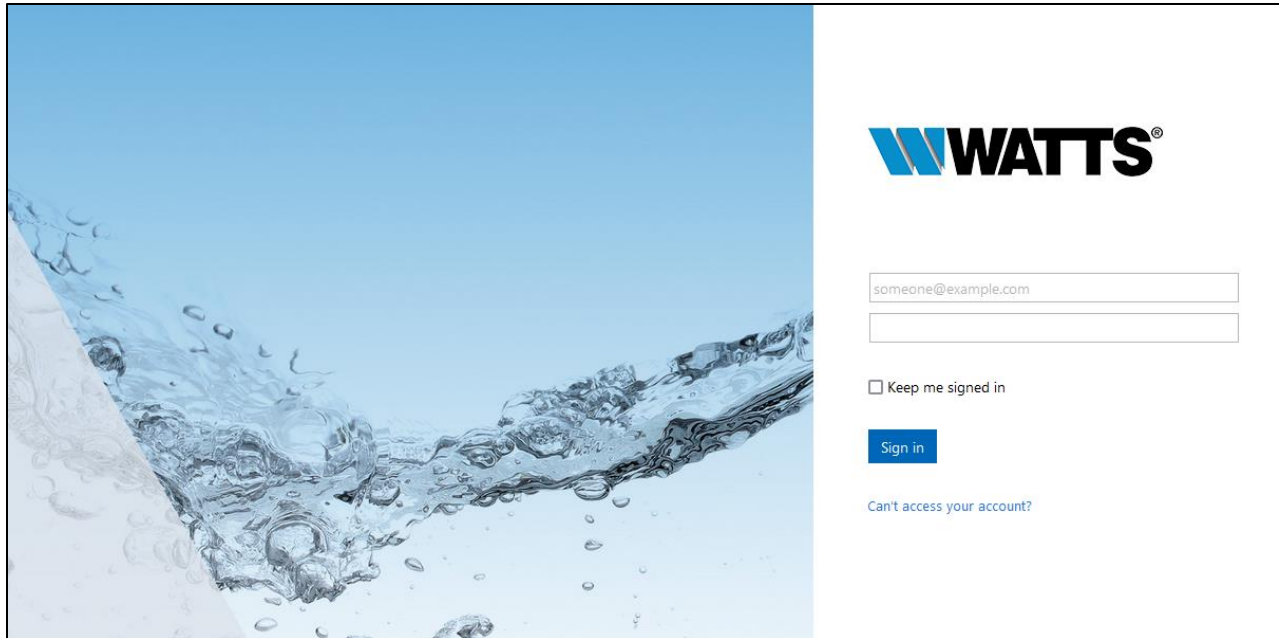 WATTS®
someone@example.com
Keep me signed in
Sign in
Can't access your account?